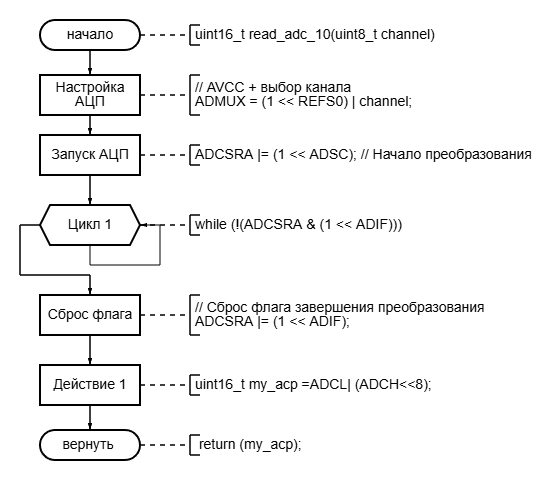 начало
uint16_t read_adc_10(uint8_t channel)
Настройка
АЦП
// AVCC + выбор канала
ADMUX = (1 << REFS0) | channel;
Запуск АЦП
ADCSRA |= (1 << ADSC); // Начало преобразования
Цикл 1
while (!(ADCSRA & (1 << ADIF)))
Сброс флага
// Сброс флага завершения преобразования
ADCSRA |= (1 << ADIF);
Действие 1
uint16_t my_acp =ADCL| (ADCH<<8);
вернуть
return (my_acp);